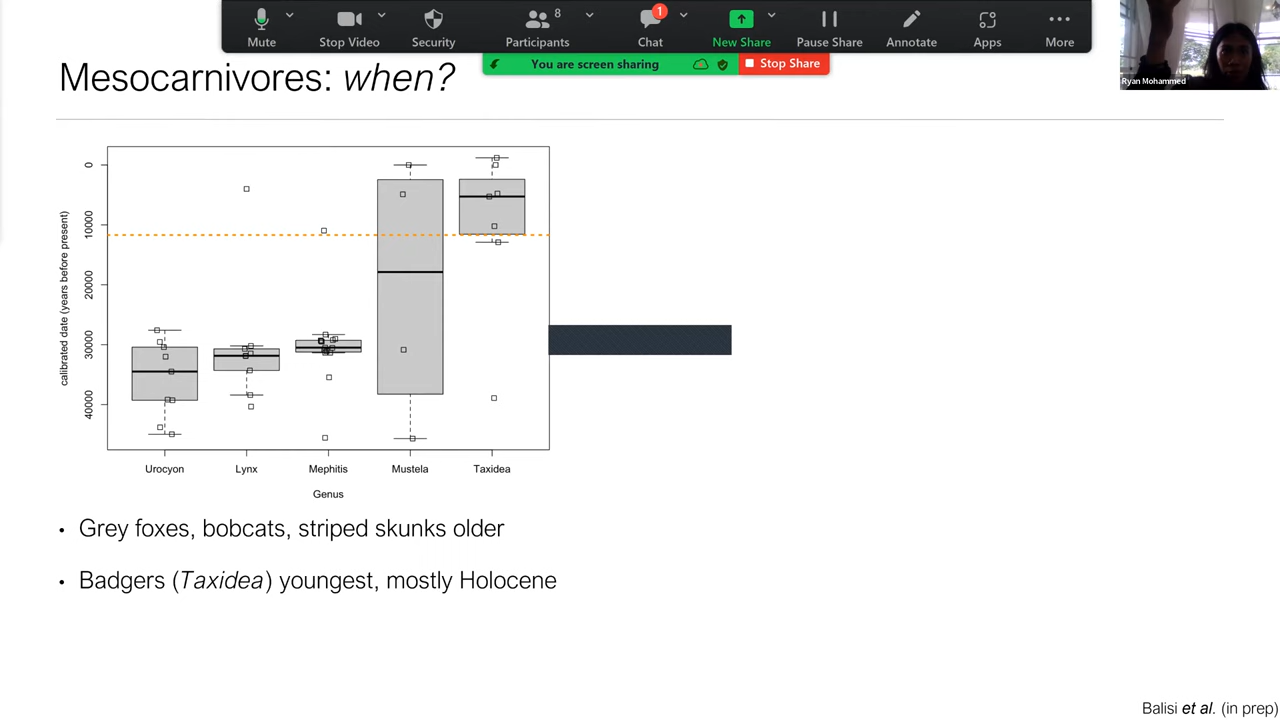 Mute
Stop Video
Security
8
Participants
1
Chat
New Share
Pause Share
Annotate
Apps
More
You are screen sharing
Stop Share
Ryan Mohammed
Mesocarnivores: when?
calibrated date (years before present)
0
10000
20000
30000
40000
Urocyon
Lynx
Mephitis
Mustela
Taxidea
Genus
• Grey foxes, bobcats, striped skunks older
• Badgers (Taxidea) youngest, mostly Holocene
Balisi et al. (in prep)